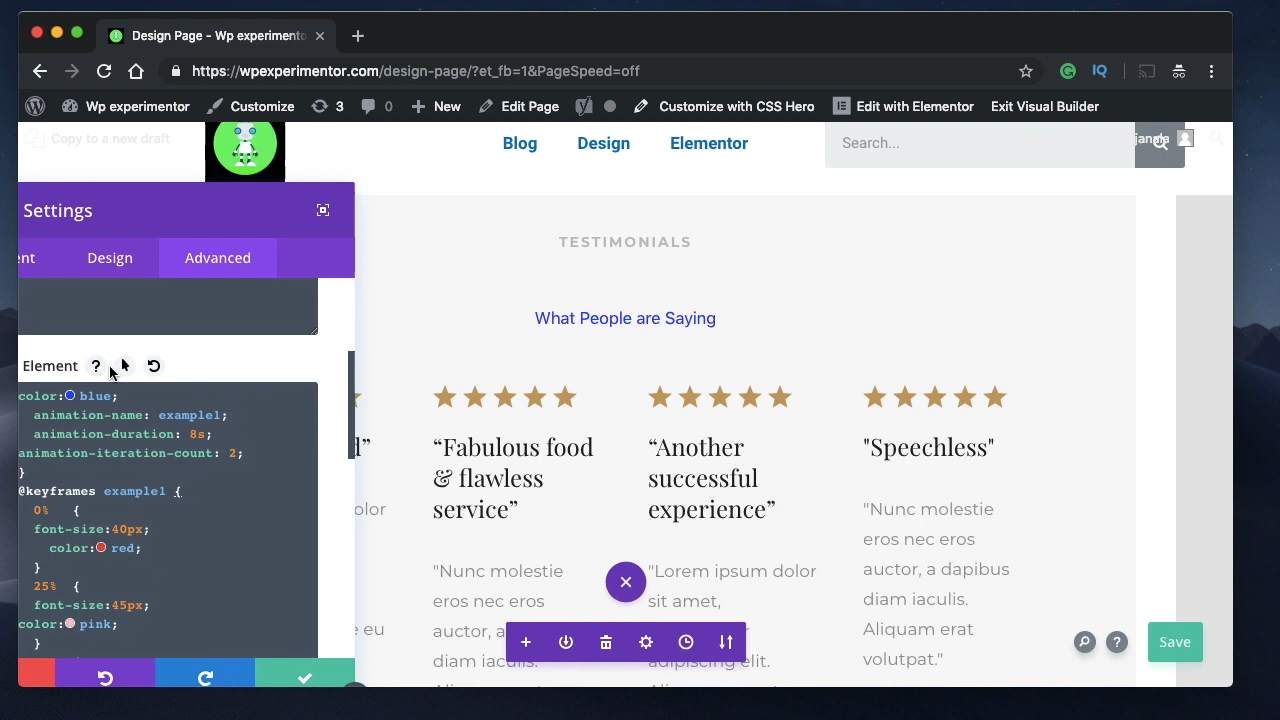 Design Page - Wp experimento
https://wpexperimentor.com/design-page/?et_fb=1&PageSpeed=off
Wp experimentor Customize 3 0 New Edit Page Customize with CSS Hero Edit with Elementor Exit Visual Builder
Copy to a new draft
Blog Design Elementor Search... janala
Settings
ent Design Advanced
TESTIMONIALS
What People are Saying
Element ?
color: blue;
animation-name: example1;
animation-duration: 8s;
animation-iteration-count: 2;
}
@keyframes example1 {
0% {
font-size:40px;
color: red;
}
25% {
font-size:45px;
color: pink;
}
d”
olor
e eu
“Fabulous food
& flawless
service”
"Nunc molestie
eros nec eros
auctor, a
diam iaculis.
“Another
successful
experience”
"Lorem ipsum dolor
sit amet,
adipiscing elit.
"Speechless"
"Nunc molestie
eros nec eros
auctor, a dapibus
diam iaculis.
Aliquam erat
volutpat."
? Save